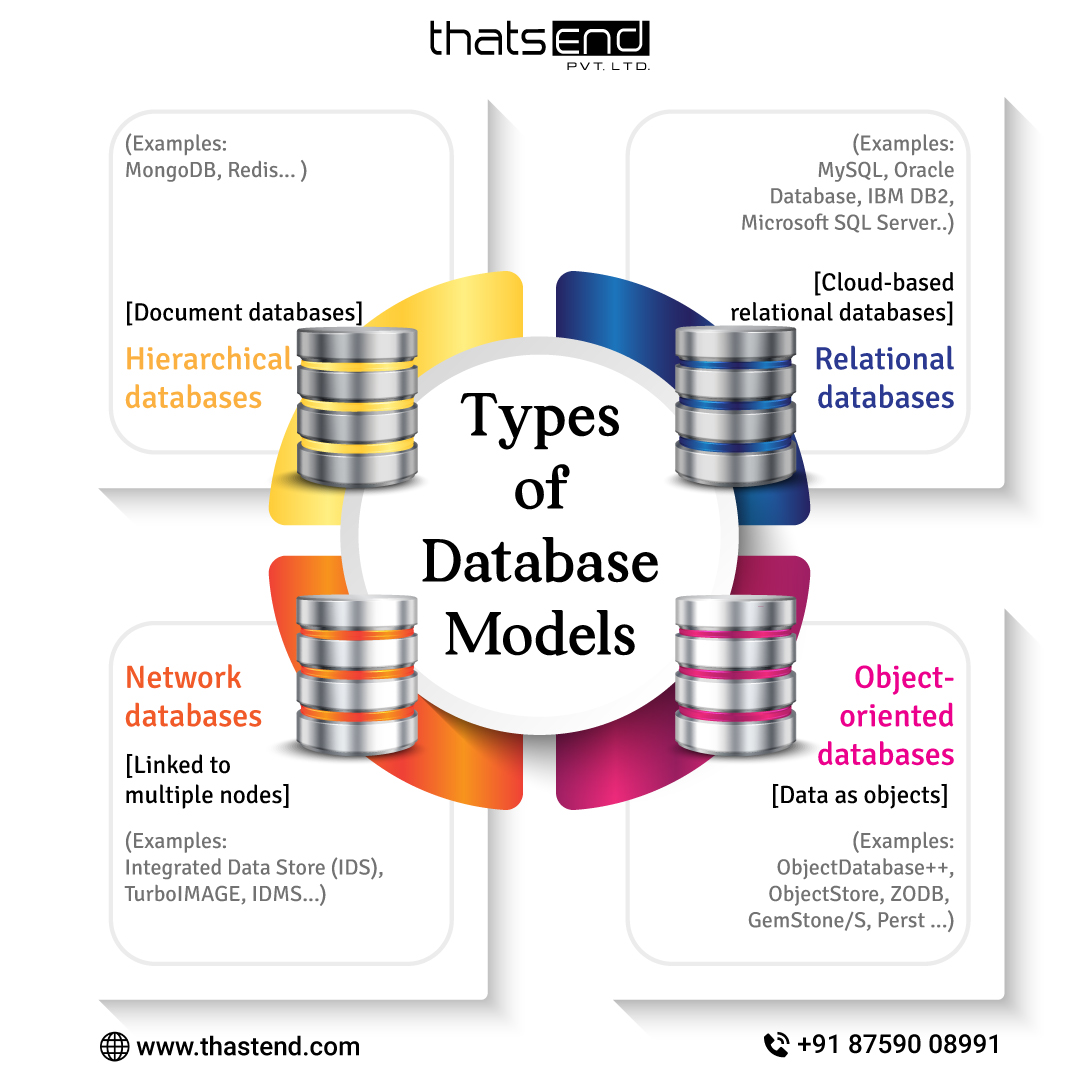 thatsend
PVT. LTD.
(Examples:
MongoDB, Redis... )
[Document databases]
Hierarchical
databases
(Examples:
MySQL, Oracle
Database, IBM DB2,
Microsoft SQL Server..)
[Cloud-based
relational databases]
Relational
databases
Types
of
Database
Models
Network
databases
[Linked to
multiple nodes]
(Examples:
Integrated Data Store (IDS),
TurboIMAGE, IDMS...)
Object-
oriented
databases
[Data as objects]
(Examples:
ObjectDatabase++,
ObjectStore, ZODB,
GemStone/S, Perst ...)
www.thastend.com
+91 87590 08991